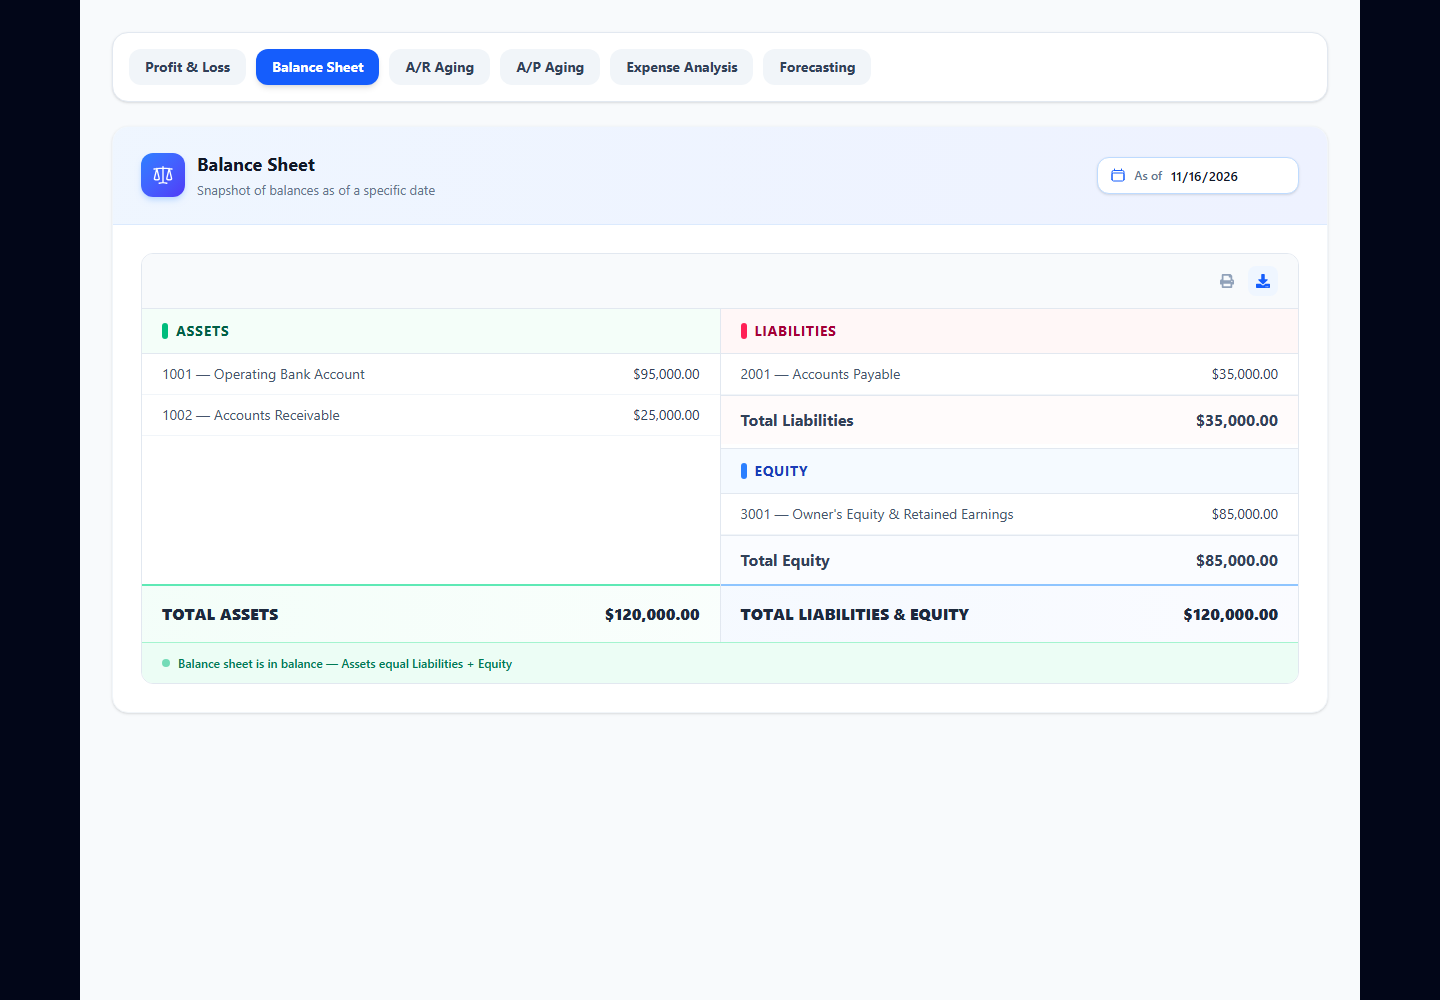 Profit & Loss
Balance Sheet
A/R Aging
A/P Aging
Expense Analysis
Forecasting
Balance Sheet
Snapshot of balances as of a specific date
As of 11/16/2026
ASSETS
1001 — Operating Bank Account $95,000.00
1002 — Accounts Receivable $25,000.00
TOTAL ASSETS $120,000.00
LIABILITIES
2001 — Accounts Payable $35,000.00
Total Liabilities $35,000.00
EQUITY
3001 — Owner's Equity & Retained Earnings $85,000.00
Total Equity $85,000.00
TOTAL LIABILITIES & EQUITY $120,000.00
Balance sheet is in balance — Assets equal Liabilities + Equity